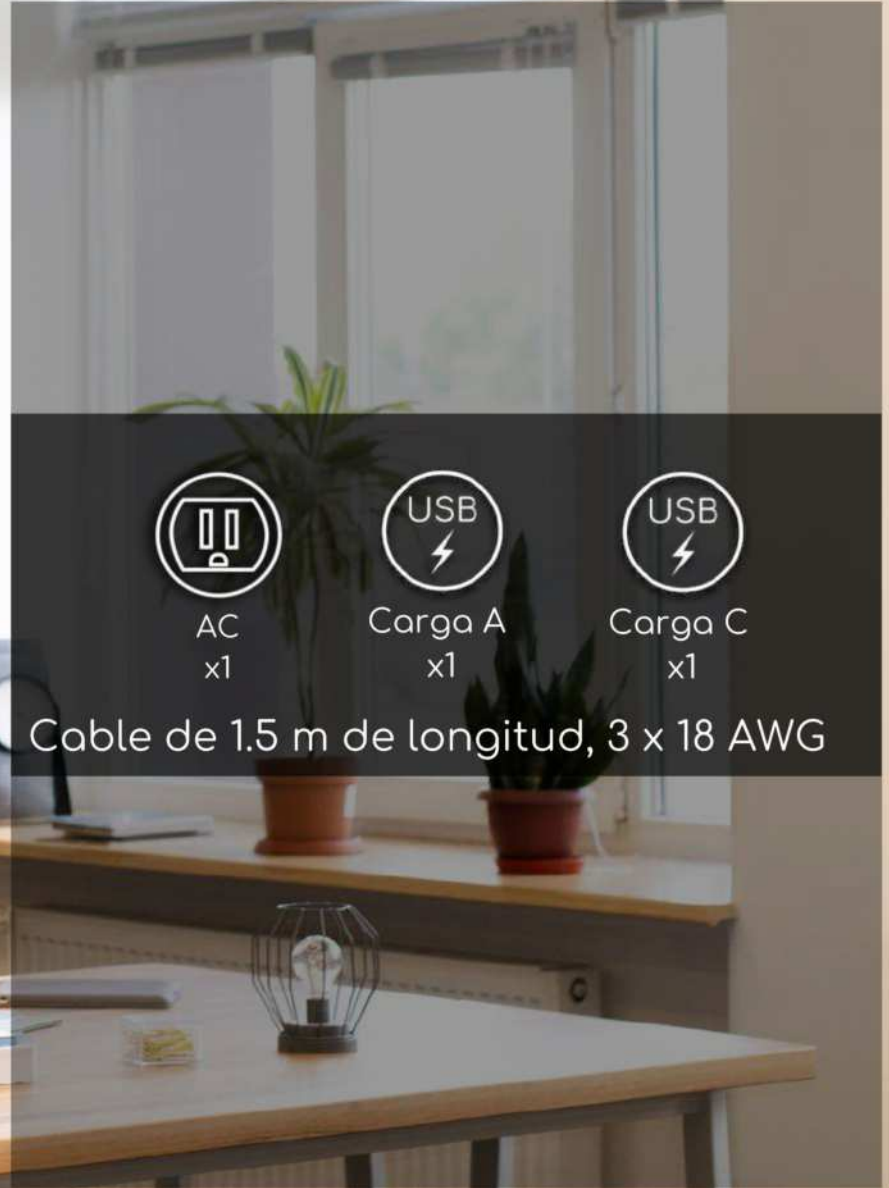 USB USB
AC Carga A Carga C
x1 x1 x1
Cable de 1.5 m de longitud, 3 x 18 AWG